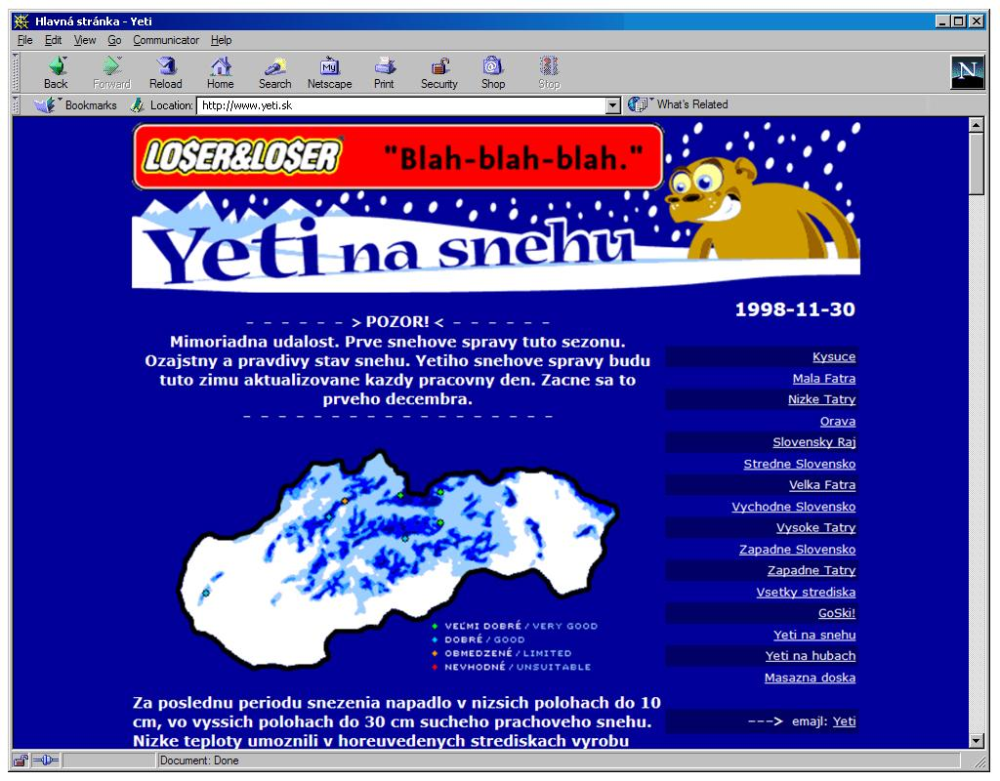 Hlavná stránka - Yeti
File Edit View Go Communicator Help
Back Forward Reload Home Search Netscape Print Security Shop Stop
My
N
Bookmarks Location: http://www.yeti.sk What's Related
LO$ER&LO$ER "Blah-blah-blah."
Yeti na snehu
1998-11-30
- - - - - - > POZOR! < - - - - - -
Mimoriadna udalost. Prve snehove spravy tuto sezonu.
Ozajstny a pravdivy stav snehu. Yetiho snehove spravy budu
tuto zimu aktualizovane kazdy pracovny den. Zacne sa to
prveho decembra.
- - - - - - - - - - - - - - - - - -
VEĽMI DOBRÉ / VERY GOOD
DOBRÉ / GOOD
OBMEDZENÉ / LIMITED
NEVHODNÉ / UNSUITABLE
Za poslednu periodu snezenia napadlo v nizsich polohach do 10
cm, vo vyssich polohach do 30 cm sucheho prachoveho snehu.
Nizke teploty umoznili v horeuvedenych strediskach vyrobu
Kysuce
Mala Fatra
Nizke Tatry
Orava
Slovensky Raj
Stredne Slovensko
Velka Fatra
Vychodne Slovensko
Vysoke Tatry
Zapadne Slovensko
Zapadne Tatry
Vsetky strediska
GoSki!
Yeti na snehu
Yeti na hubach
Masazna doska
---> emajl: Yeti
Document: Done